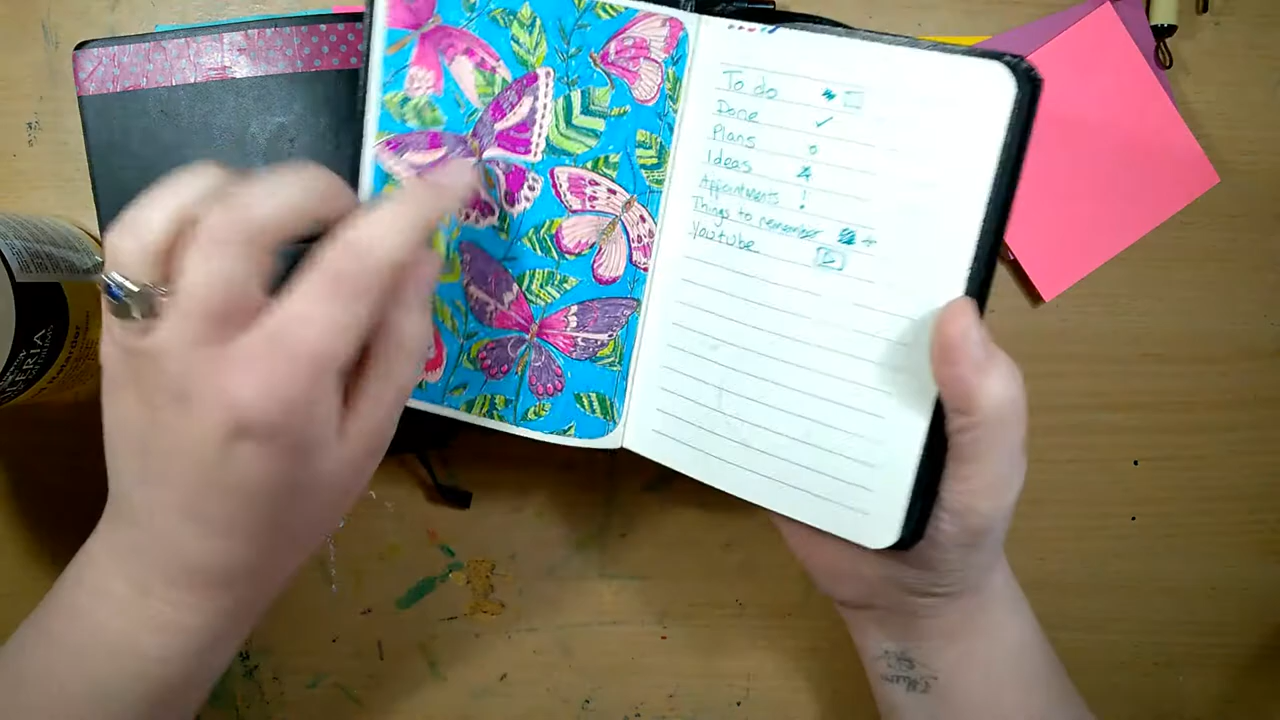 To do
Done ✓
Plans
Ideas
Appointments !
Things to remember
Youtube